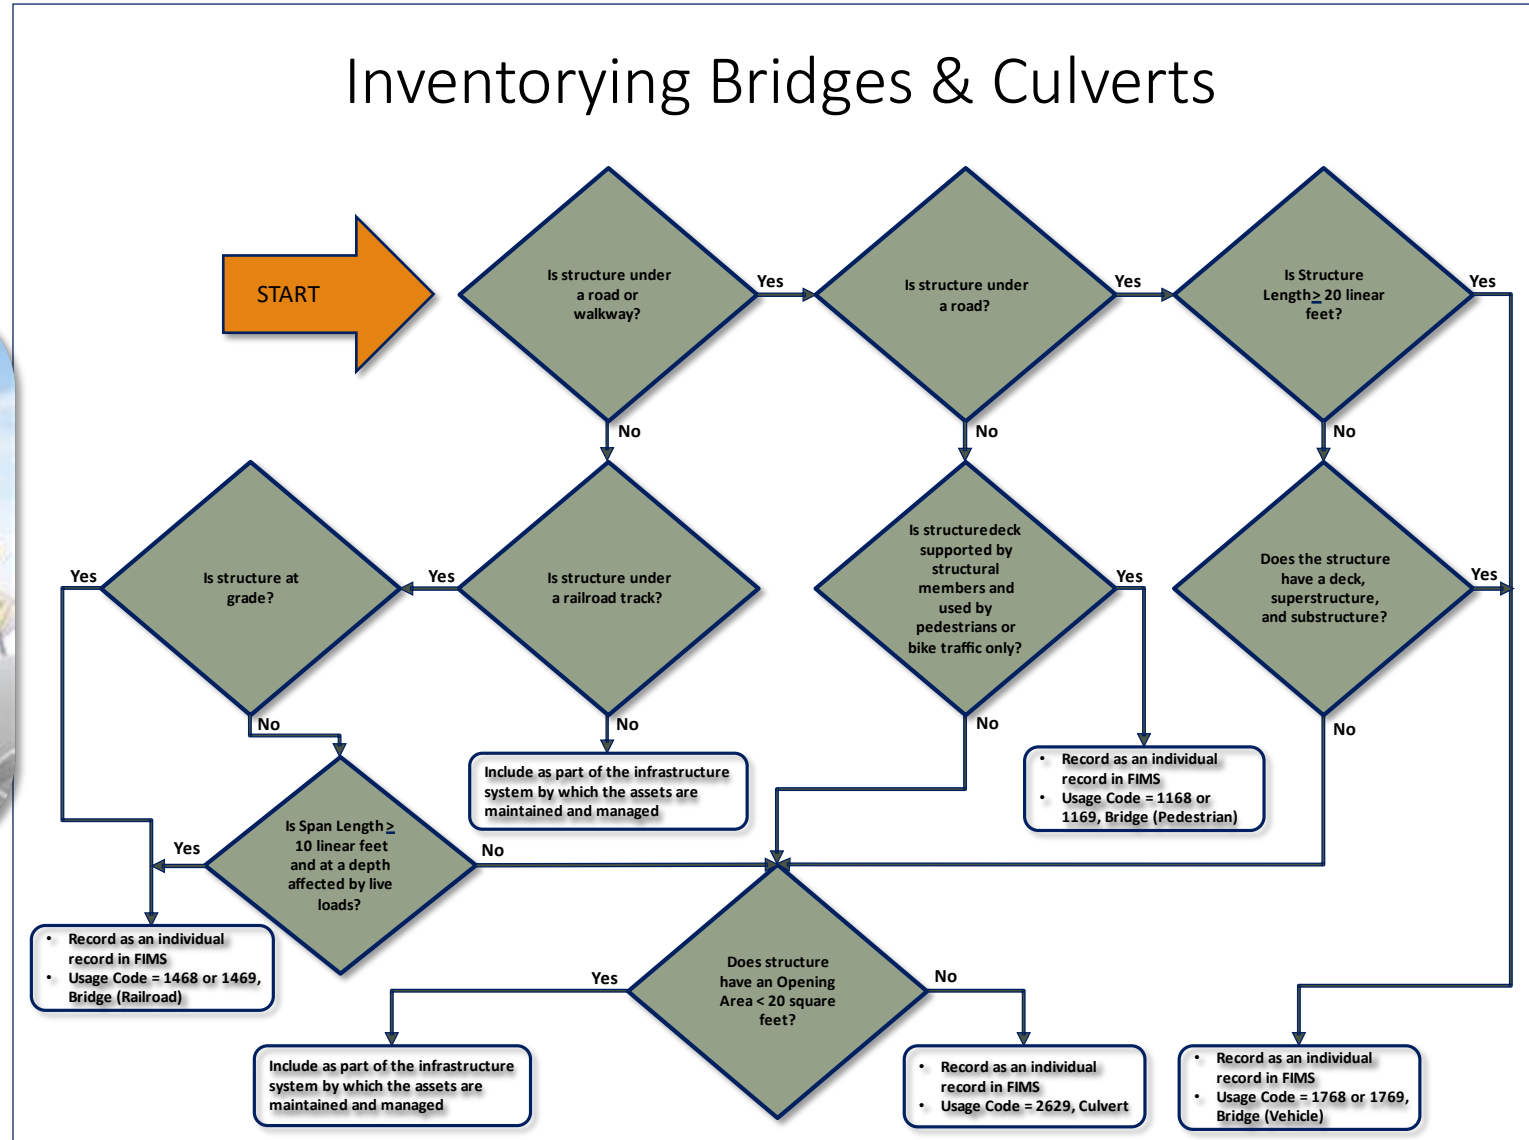 Inventorying Bridges & Culverts
START
Is structure under
a road or
walkway?
Yes
Is structure under
a road?
Yes
Is Structure
Length ≥ 20 linear
feet?
Yes
No
No
No
Yes
Is structure at
grade?
Yes
Is structure under
a railroad track?
Is structure deck
supported by
structural
members and
used by
pedestrians or
bike traffic only?
Yes
Does the structure
have a deck,
superstructure,
and substructure?
Yes
No
No
No
No
Include as part of the infrastructure
system by which the assets are
maintained and managed
• Record as an individual
record in FIMS
• Usage Code = 1168 or
1169, Bridge (Pedestrian)
Yes
Is Span Length ≥
10 linear feet
and at a depth
affected by live
loads?
No
• Record as an individual
record in FIMS
• Usage Code = 1468 or 1469,
Bridge (Railroad)
Yes
Does structure
have an Opening
Area < 20 square
feet?
No
Include as part of the infrastructure
system by which the assets are
maintained and managed
• Record as an individual
record in FIMS
• Usage Code = 2629, Culvert
• Record as an individual
record in FIMS
• Usage Code = 1768 or 1769,
Bridge (Vehicle)